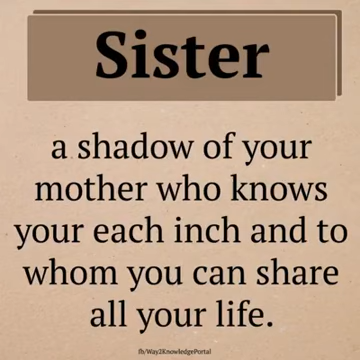 Sister
a shadow of your
mother who knows
your each inch and to
whom you can share
all your life.
fb/Way2KnowledgePortal